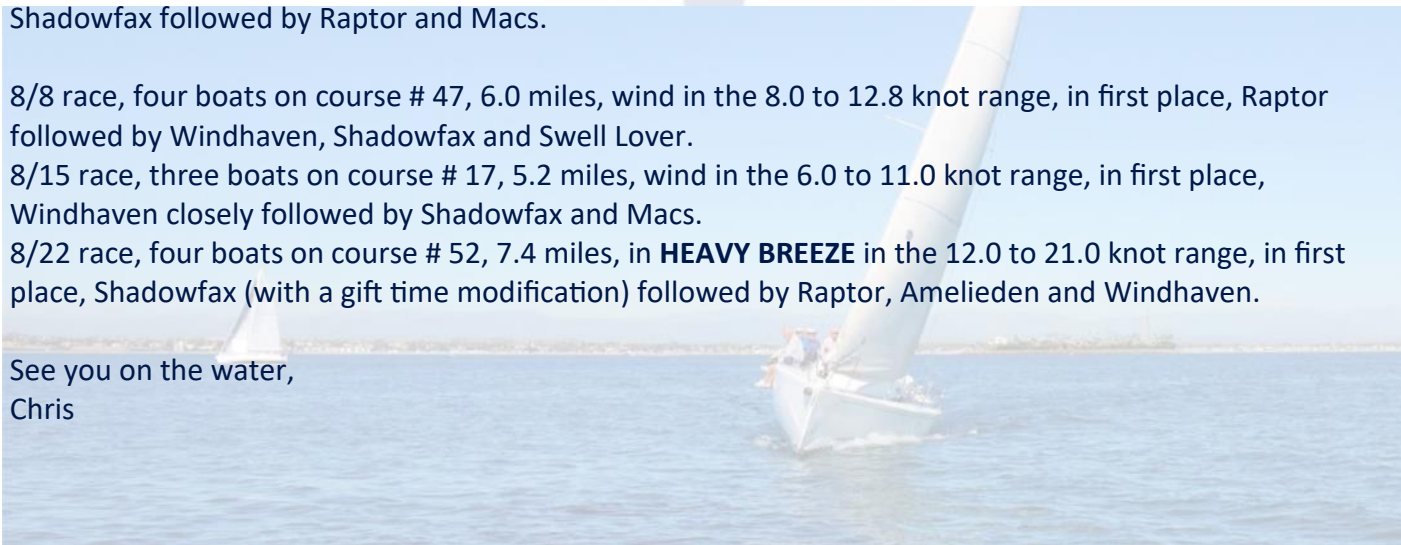 Shadowfax followed by Raptor and Macs.
8/8 race, four boats on course # 47, 6.0 miles, wind in the 8.0 to 12.8 knot range, in first place, Raptor
followed by Windhaven, Shadowfax and Swell Lover.
8/15 race, three boats on course # 17, 5.2 miles, wind in the 6.0 to 11.0 knot range, in first place,
Windhaven closely followed by Shadowfax and Macs.
8/22 race, four boats on course # 52, 7.4 miles, in HEAVY BREEZE in the 12.0 to 21.0 knot range, in first
place, Shadowfax (with a gift time modification) followed by Raptor, Amelieden and Windhaven.
See you on the water,
Chris